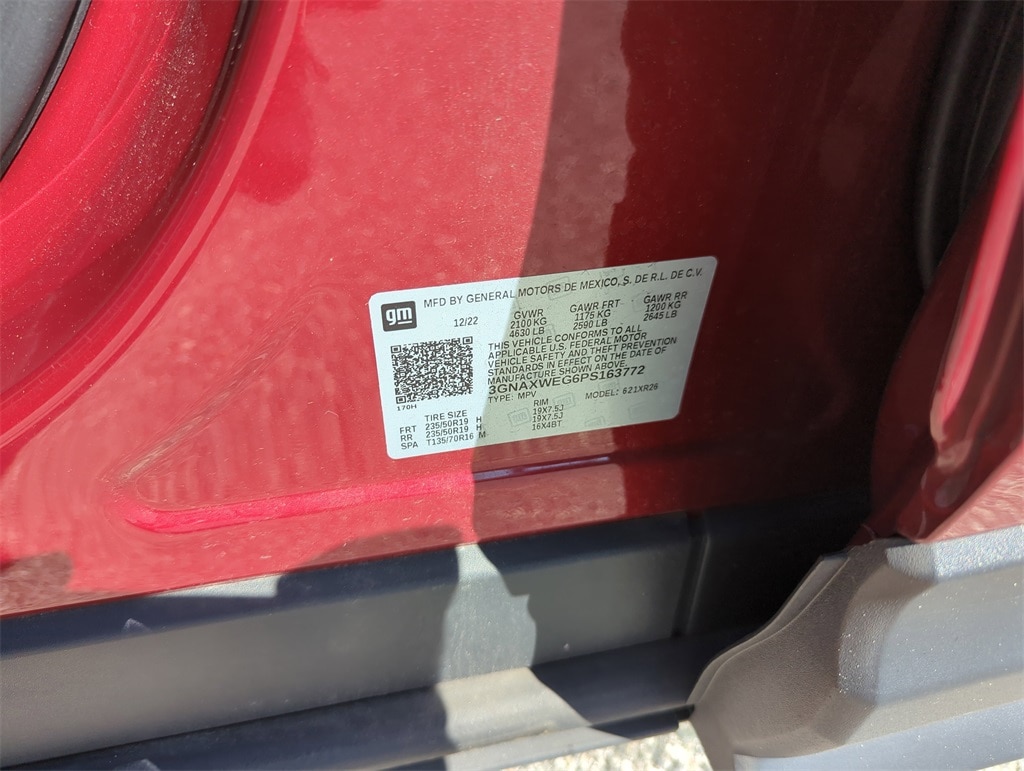 gm MFD BY GENERAL MOTORS DE MEXICO, S. DE R.L. DE C.V.
12/22 GVWR GAWR FRT GAWR RR
2100 KG 1175 KG 1200 KG
4630 LB 2590 LB 2645 LB
THIS VEHICLE CONFORMS TO ALL
APPLICABLE U.S. FEDERAL MOTOR
VEHICLE SAFETY AND THEFT PREVENTION
STANDARDS IN EFFECT ON THE DATE OF
MANUFACTURE SHOWN ABOVE.
3GNAXWEG6PS163772
170H TYPE: MPV MODEL: 621XR26
TIRE SIZE RIM
FRT 235/50R19 H 19X7.5J
RR 235/50R19 H 19X7.5J
SPA T135/70R16 M 16X4BT